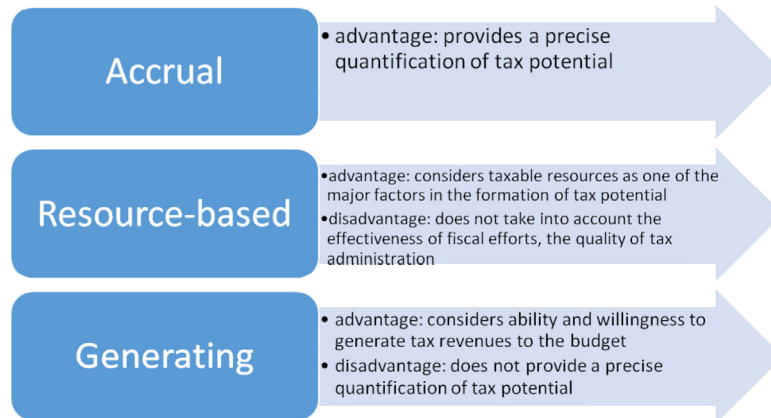 Accrual
• advantage: provides a precise
quantification of tax potential
Resource-based
•advantage: considers taxable resources as one of the
major factors in the formation of tax potential
•disadvantage: does not take into account the
effectiveness of fiscal efforts, the quality of tax
administration
Generating
• advantage: considers ability and willingness to
generate tax revenues to the budget
• disadvantage: does not provide a precise
quantification of tax potential